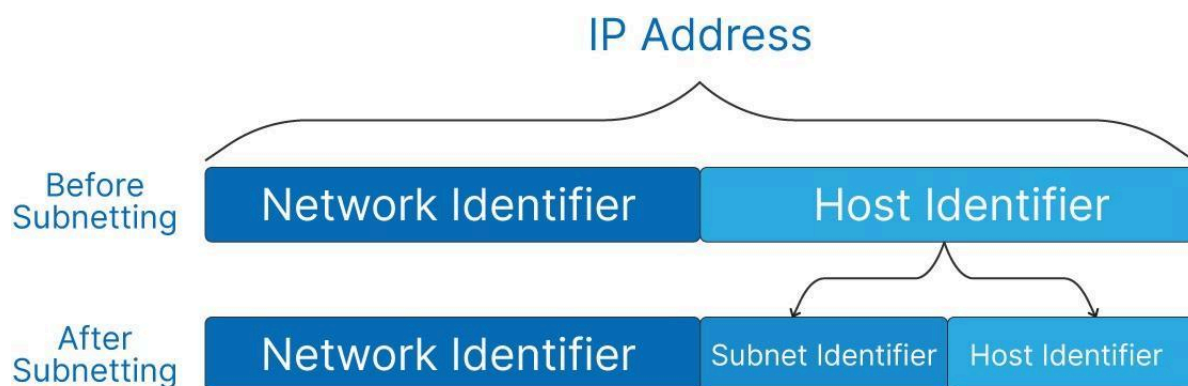 IP Address
Before
Subnetting
Network Identifier
Host Identifier
After
Subnetting
Network Identifier
Subnet Identifier
Host Identifier